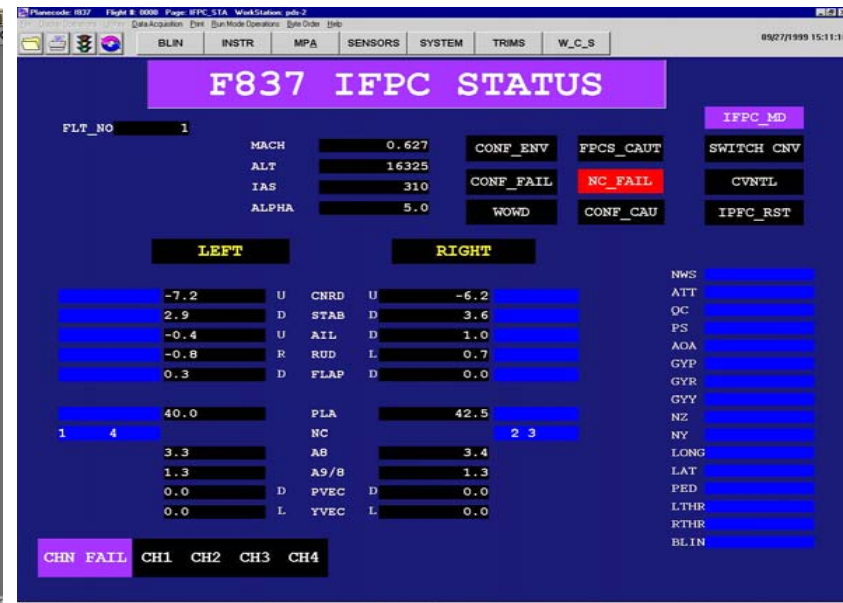 Planecode: f837 Flight #: 0000 Page: IFPC_STA WorkStation: pds-2
Data Acquisition Print Run Mode Operations Byte Order Help
BLIN INSTR MPA SENSORS SYSTEM TRIMS W_C_S
F837 IFPC STATUS
IFPC_MD
FLT_NO 1
MACH 0.627 CONF_ENV FPCS_CAUT SWITCH CNV
ALT 16325
IAS 310 CONF_FAIL NC_FAIL CVNTL
ALPHA 5.0 WOWD CONF_CAU IPFC_RST
LEFT RIGHT
NWS
-7.2 U CNRD U -6.2 ATT
2.9 D STAB D 3.6 QC
-0.4 U AIL D 1.0 PS
-0.8 R RUD L 0.7 AOA
0.3 D FLAP D 0.0 GYP
GYR
GYY
40.0 PLA 42.5 NZ
1 4 NC 2 3 NY
3.3 A8 3.4 LONG
1.3 A9/8 1.3 LAT
0.0 D PVEC D 0.0 PED
0.0 L YVEC L 0.0 LTHR
RTHR
BLIN
CHN FAIL CH1 CH2 CH3 CH4